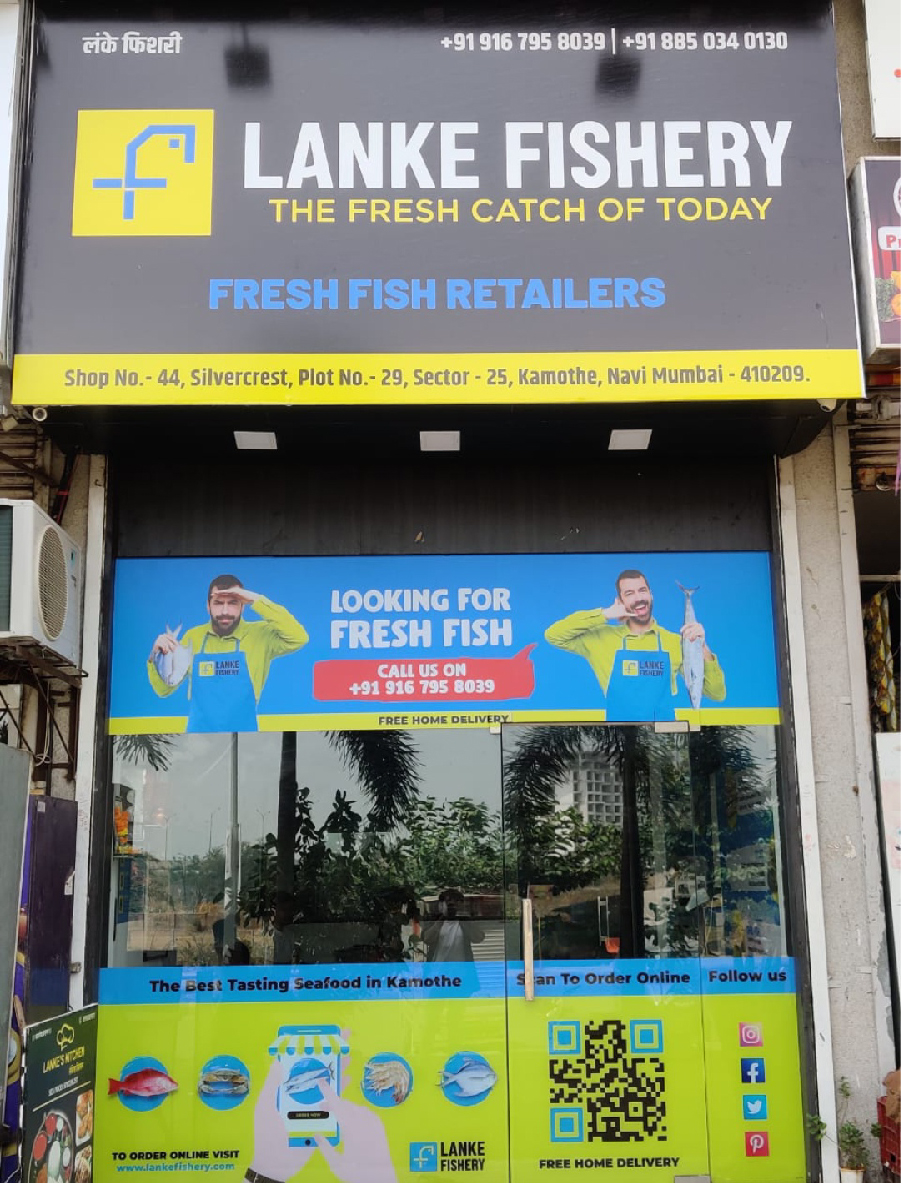 लंके फिशरी
+91 916 795 8039 | +91 885 034 0130
LANKE FISHERY
THE FRESH CATCH OF TODAY
FRESH FISH RETAILERS
Shop No.- 44, Silvercrest, Plot No.- 29, Sector - 25, Kamothe, Navi Mumbai - 410209.
LOOKING FOR
FRESH FISH
CALL US ON
+91 916 795 8039
LANKE
FISHERY
LANKE
FISHERY
FREE HOME DELIVERY
The Best Tasting Seafood in Kamothe
Scan To Order Online
Follow us
LANKE'S KITCHEN
ORDER NOW
TO ORDER ONLINE VISIT
www.lankefishery.com
LANKE
FISHERY
FREE HOME DELIVERY